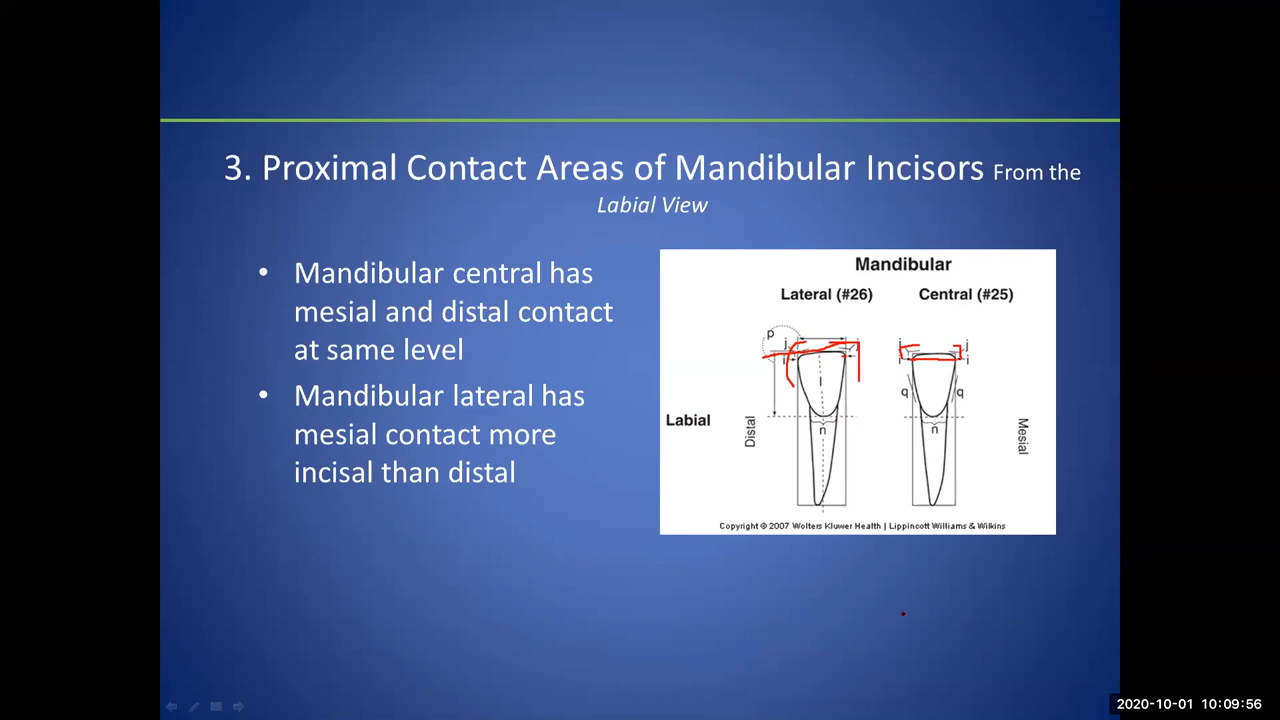 3. Proximal Contact Areas of Mandibular Incisors From the
Labial View
• Mandibular central has
mesial and distal contact
at same level
• Mandibular lateral has
mesial contact more
incisal than distal
Mandibular
Lateral (#26) Central (#25)
p
j
i
j
i
j
j
i
l
q q
n n
Labial
Distal
Mesial
Copyright © 2007 Wolters Kluwer Health | Lippincott Williams & Wilkins
2020-10-01 10:09:56